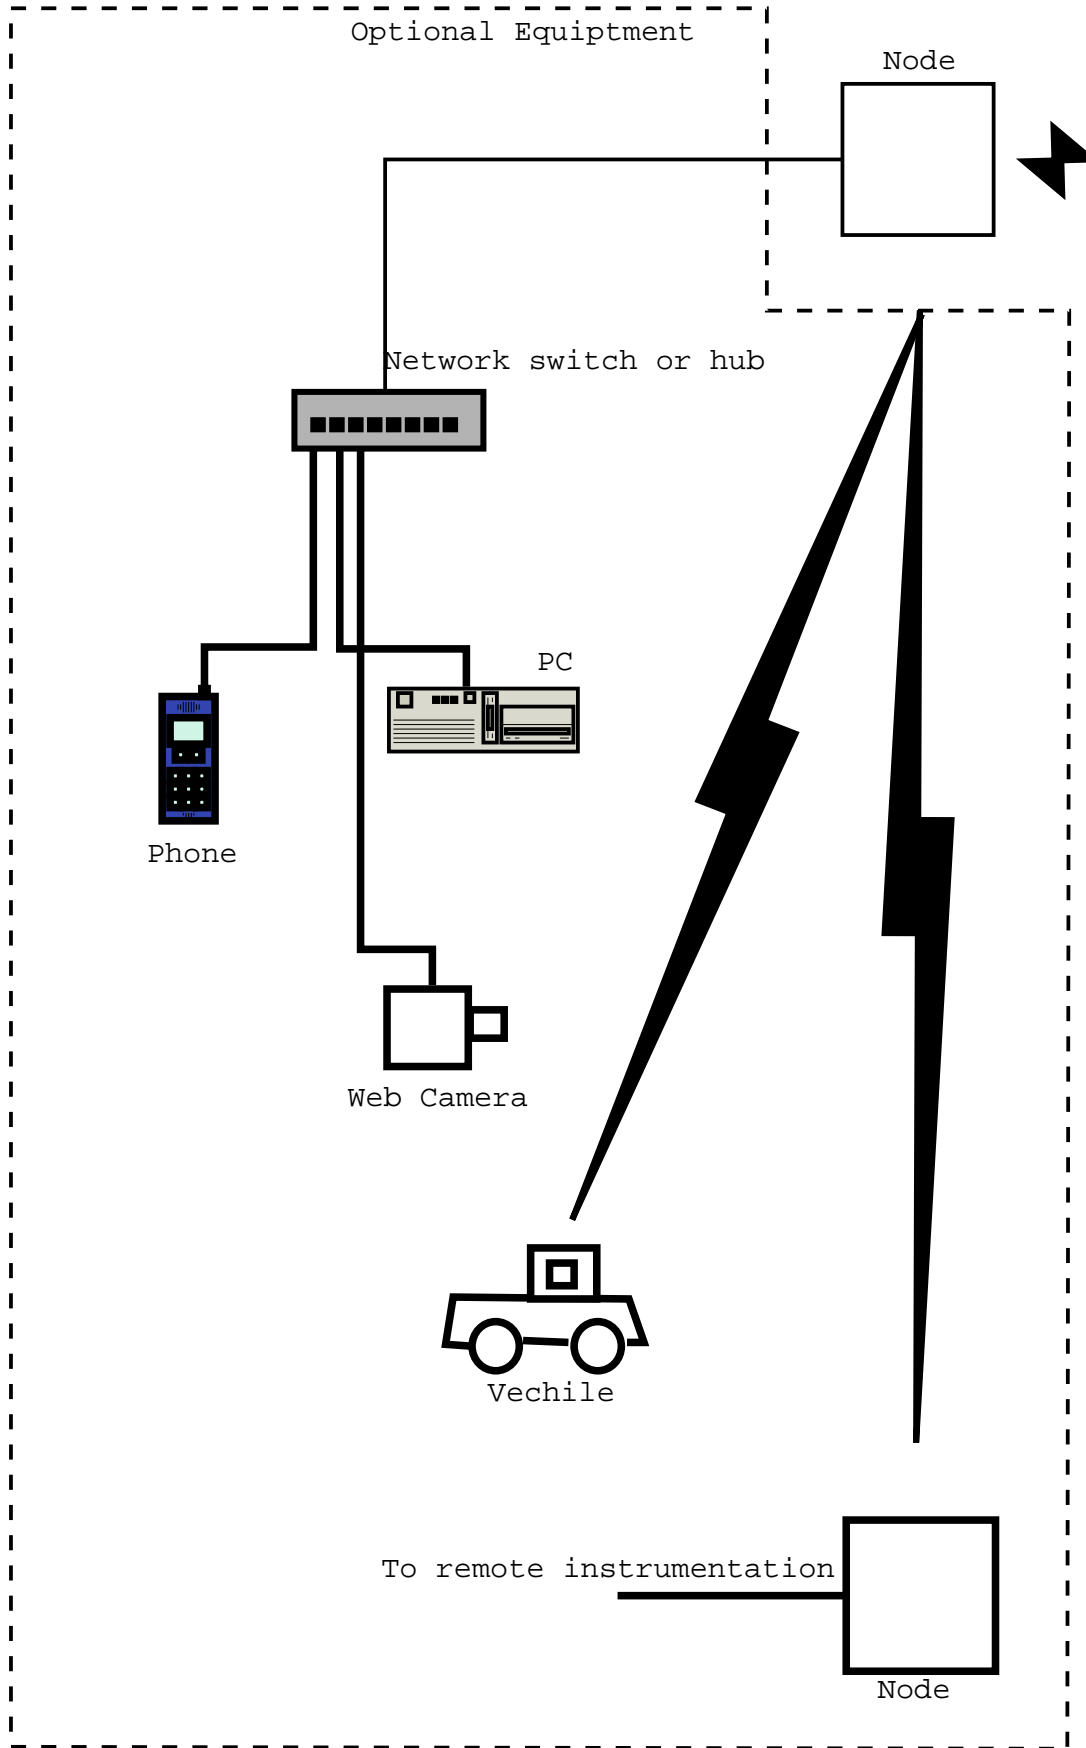 Optional Equiptment
Node
Network switch or hub
PC
Phone
Web Camera
Vechile
To remote instrumentation
Node